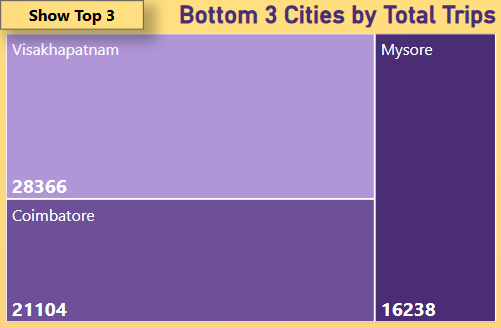 Show Top 3
Bottom 3 Cities by Total Trips
Visakhapatnam
28366
Coimbatore
21104
Mysore
16238